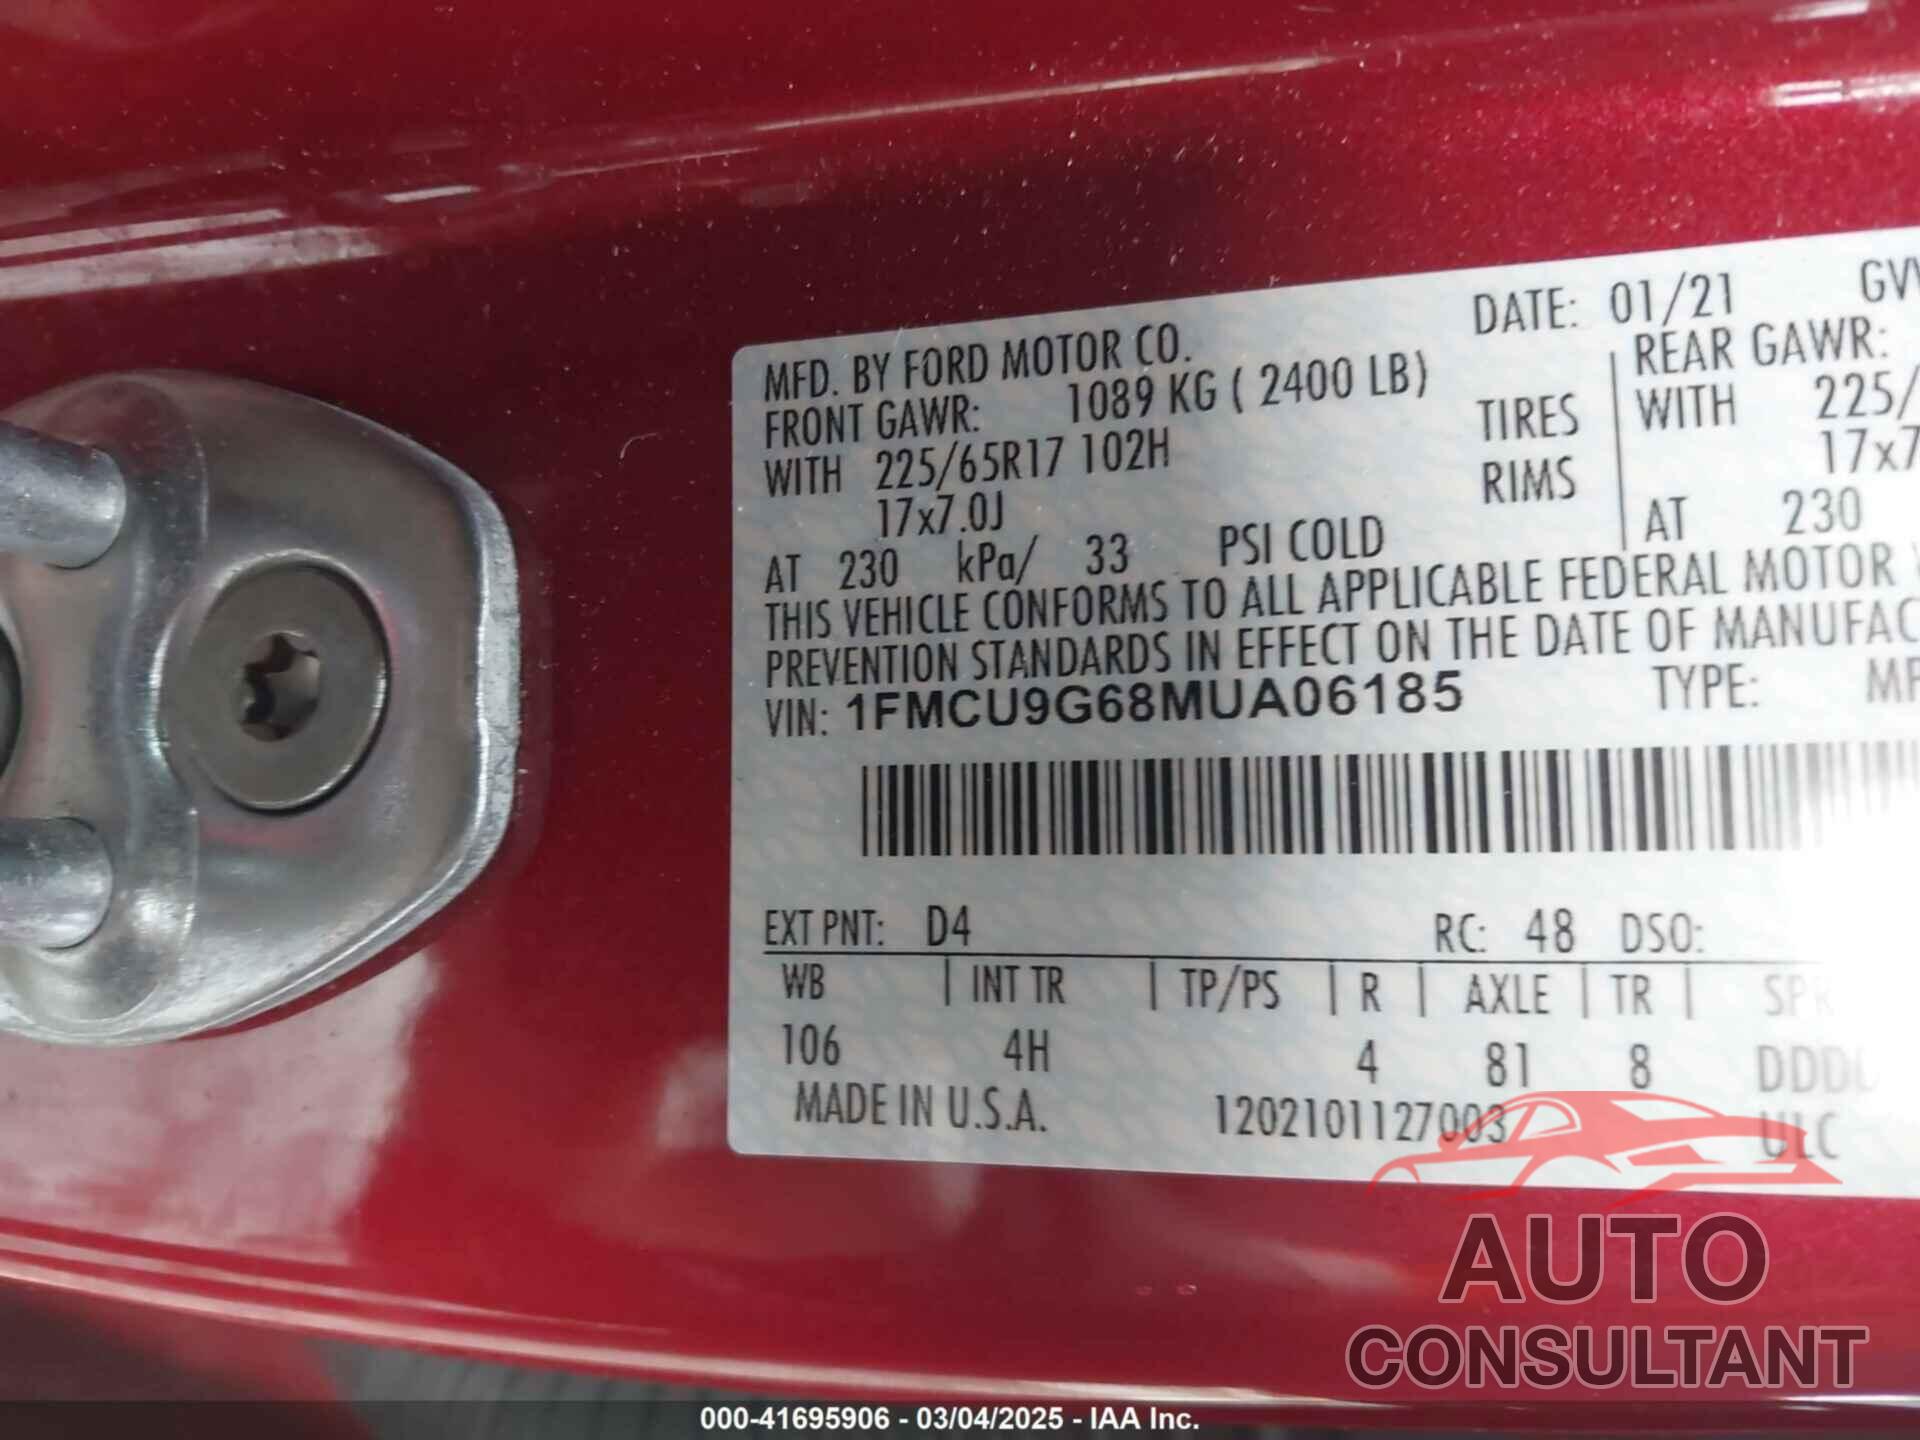 MFD. BY FORD MOTOR CO.
DATE: 01/21
FRONT GAWR: 1089 KG ( 2400 LB)
REAR GAWR:
WITH 225/65R17 102H
TIRES
WITH 225/
17x7.0J
RIMS
AT 230 kPa/ 33 PSI COLD
AT 230
THIS VEHICLE CONFORMS TO ALL APPLICABLE FEDERAL MOTOR
PREVENTION STANDARDS IN EFFECT ON THE DATE OF MANUFAC
VIN: 1FMCU9G68MUA06185
TYPE:
EXT PNT: D4
RC: 48 DSO:
WB | INT TR | TP/PS | R | AXLE | TR |
106 4H 4 81 8
MADE IN U.S.A.
1202101127003
ULC
AUTO
CONSULTANT
000-41695906 - 03/04/2025 - IAA Inc.